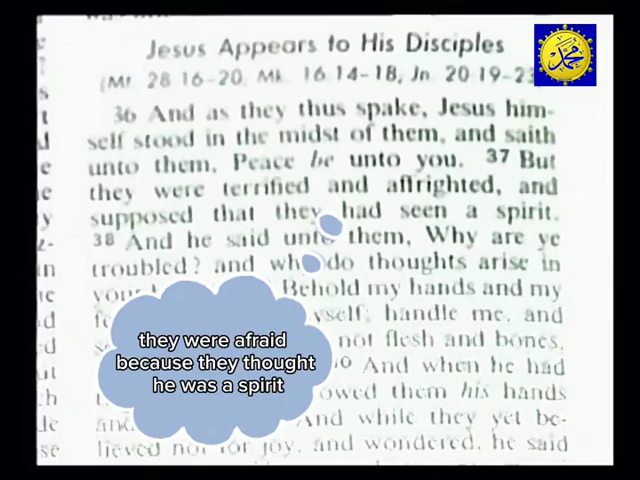 Jesus Appears to His Disciples
(Mt. 28 16-20, Mk. 16 14-18, Jn. 20 19-23
36 And as they thus spake, Jesus him-
self stood in the midst of them, and saith
unto them, Peace be unto you. 37 But
they were terrified and affrighted, and
supposed that they had seen a spirit.
38 And he said unto them, Why are ye
troubled? and why do thoughts arise in
Behold my hands and my
handle me, and
not flesh and bones,
And when he had
his hands
And while they yet be-
lieved not for joy, and wondered, he said
they were afraid
because they thought
he was a spirit
محمد